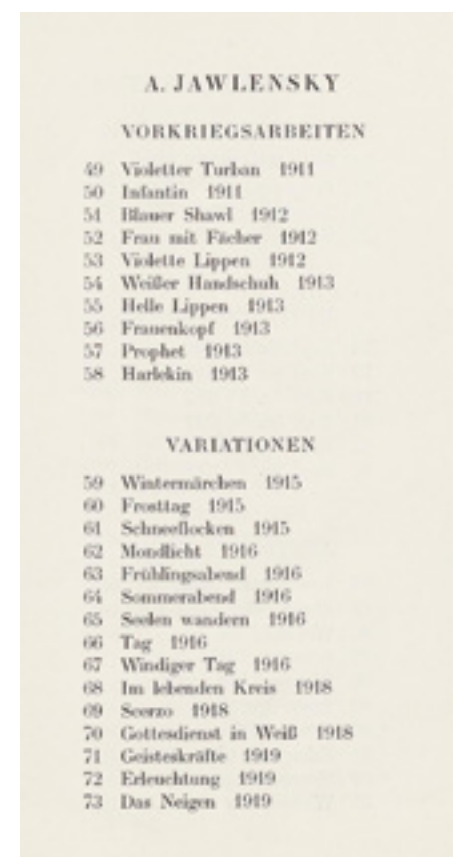 A. JAWLENSKY
VORKRIEGSARBEITEN
49 Violetter Turban 1911
50 Infantin 1911
51 Blauer Shawl 1912
52 Frau mit Fächer 1912
53 Violette Lippen 1912
54 Weißer Handschuh 1913
55 Helle Lippen 1913
56 Frauenkopf 1913
57 Prophet 1913
58 Harlekin 1913
VARIATIONEN
59 Wintermärchen 1915
60 Frosttag 1915
61 Schneeflocken 1915
62 Mondlicht 1916
63 Frühlingsabend 1916
64 Sommerabend 1916
65 Seelen wandern 1916
66 Tag 1916
67 Windiger Tag 1916
68 Im lebenden Kreis 1918
69 Scerzo 1918
70 Gottesdienst in Weiß 1918
71 Geisteskräfte 1919
72 Erleuchtung 1919
73 Das Neigen 1919